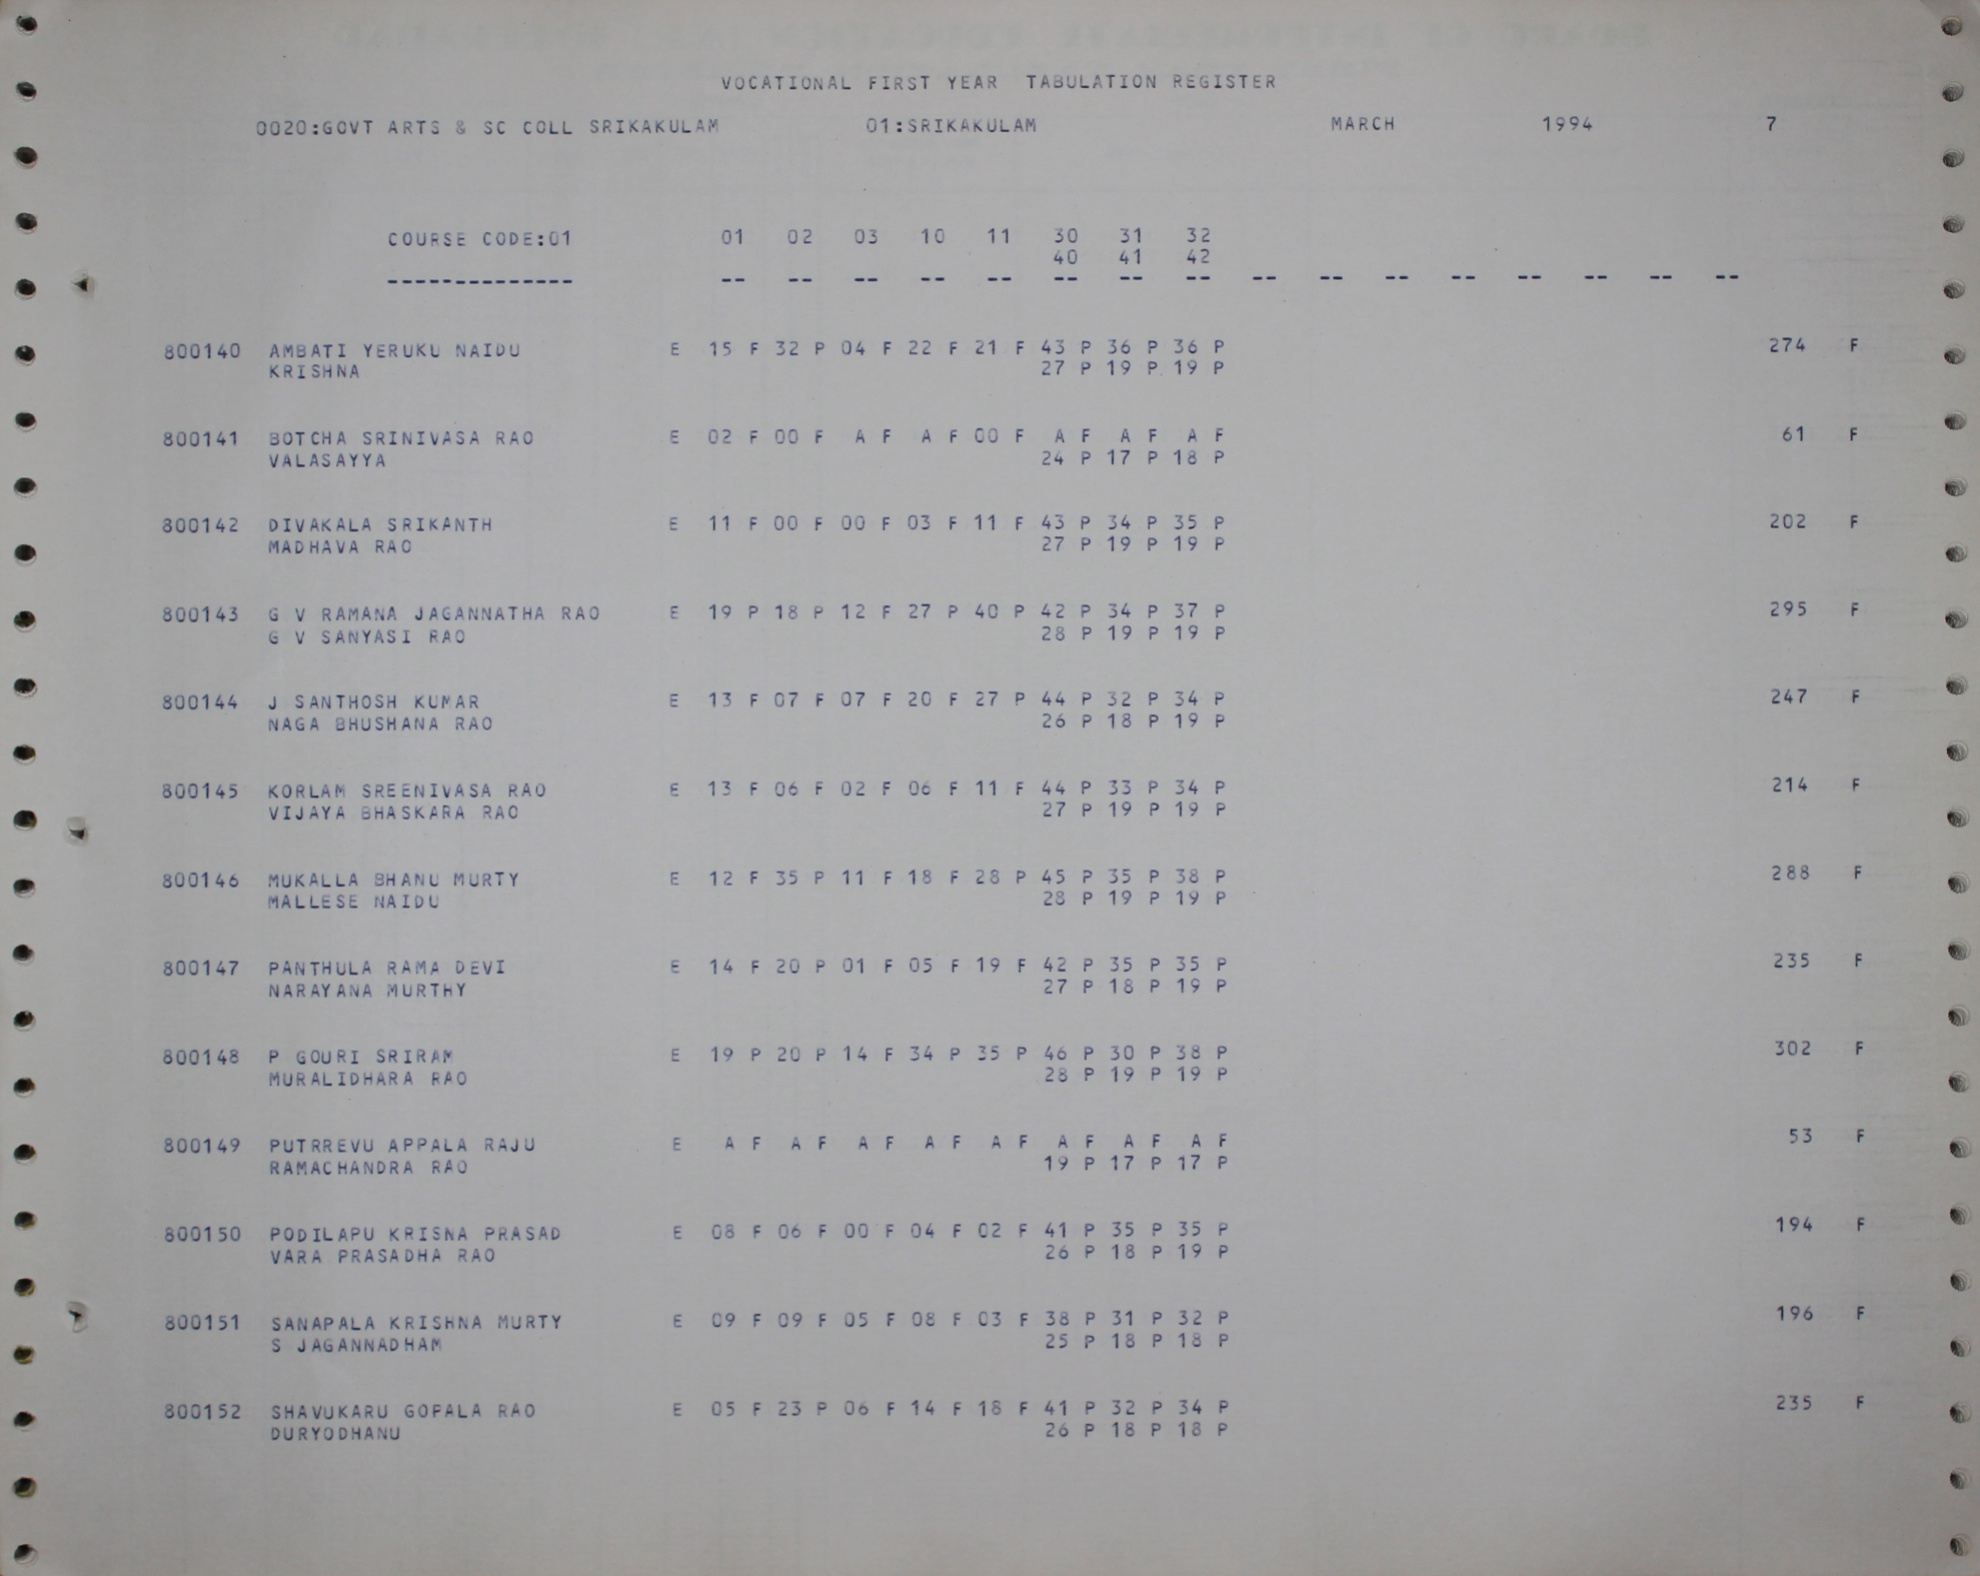 VOCATIONAL FIRST YEAR TABULATION REGISTER
0020:GOVT ARTS & SC COLL SRIKAKULAM 01:SRIKAKULAM MARCH 1994 7
COURSE CODE:01 01 02 03 10 11 30 31 32
40 41 42
-------------- -- -- -- -- -- -- -- -- -- -- -- -- -- -- -- --
800140 AMBATI YERUKU NAIDU E 15 F 32 P 04 F 22 F 21 F 43 P 36 P 36 P 274 F
KRISHNA 27 P 19 P 19 P
800141 BOTCHA SRINIVASA RAO E 02 F 00 F A F A F 00 F A F A F A F 61 F
VALASAYYA 24 P 17 P 18 P
800142 DIVAKALA SRIKANTH E 11 F 00 F 00 F 03 F 11 F 43 P 34 P 35 P 202 F
MADHAVA RAO 27 P 19 P 19 P
800143 G V RAMANA JAGANNATHA RAO E 19 P 18 P 12 F 27 P 40 P 42 P 34 P 37 P 295 F
G V SANYASI RAO 28 P 19 P 19 P
800144 J SANTHOSH KUMAR E 13 F 07 F 07 F 20 F 27 P 44 P 32 P 34 P 247 F
NAGA BHUSHANA RAO 26 P 18 P 19 P
800145 KORLAM SREENIVASA RAO E 13 F 06 F 02 F 06 F 11 F 44 P 33 P 34 P 214 F
VIJAYA BHASKARA RAO 27 P 19 P 19 P
800146 MUKALLA BHANU MURTY E 12 F 35 P 11 F 18 F 28 P 45 P 35 P 38 P 288 F
MALLESE NAIDU 28 P 19 P 19 P
800147 PANTHULA RAMA DEVI E 14 F 20 P 01 F 05 F 19 F 42 P 35 P 35 P 235 F
NARAYANA MURTHY 27 P 18 P 19 P
800148 P GOURI SRIRAM E 19 P 20 P 14 F 34 P 35 P 46 P 30 P 38 P 302 F
MURALIDHARA RAO 28 P 19 P 19 P
800149 PUTRREVU APPALA RAJU E A F A F A F A F A F A F A F A F 53 F
RAMACHANDRA RAO 19 P 17 P 17 P
800150 PODILAPU KRISNA PRASAD E 08 F 06 F 00 F 04 F 02 F 41 P 35 P 35 P 194 F
VARA PRASADHA RAO 26 P 18 P 19 P
800151 SANAPALA KRISHNA MURTY E 09 F 09 F 05 F 08 F 03 F 38 P 31 P 32 P 196 F
S JAGANNADHAM 25 P 18 P 18 P
800152 SHAVUKARU GOPALA RAO E 05 F 23 P 06 F 14 F 18 F 41 P 32 P 34 P 235 F
DURYODHANU 26 P 18 P 18 P